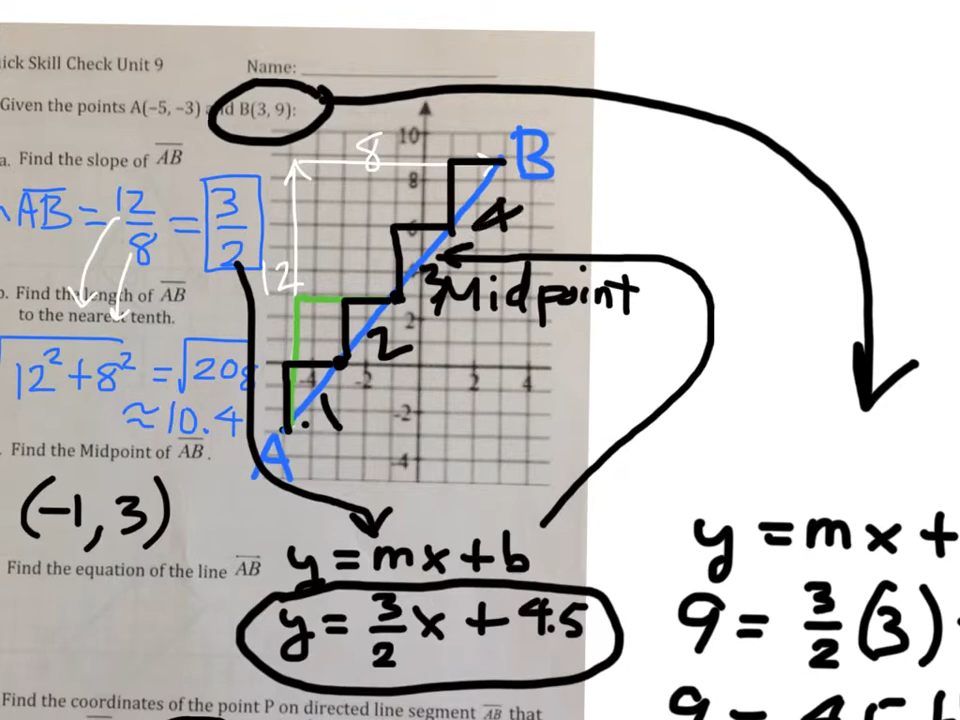 ick Skill Check Unit 9 Name:
Given the points A(−5, −3) and B(3, 9):
a. Find the slope of AB
AB = 12/8 = 3/2
b. Find the length of AB
to the nearest tenth.
√12² + 8² = √208
≈ 10.4
Find the Midpoint of AB.
(-1, 3)
Find the equation of the line AB
y = mx + b
y = 3/2 x + 4.5
Find the coordinates of the point P on directed line segment AB that
10
8
6
2
-4 -2 2 4
-2
-4
8
12
A
B
1
2
3
4
Midpoint
y = mx +
9 = 3/2 (3)